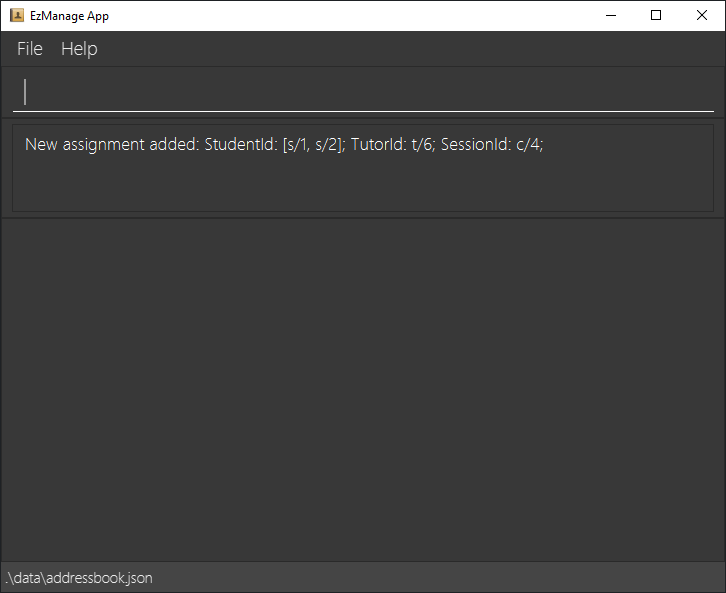 EzManage App
File Help
New assignment added: StudentId: [s/1, s/2]; TutorId: t/6; SessionId: c/4;
.\data\addressbook.json